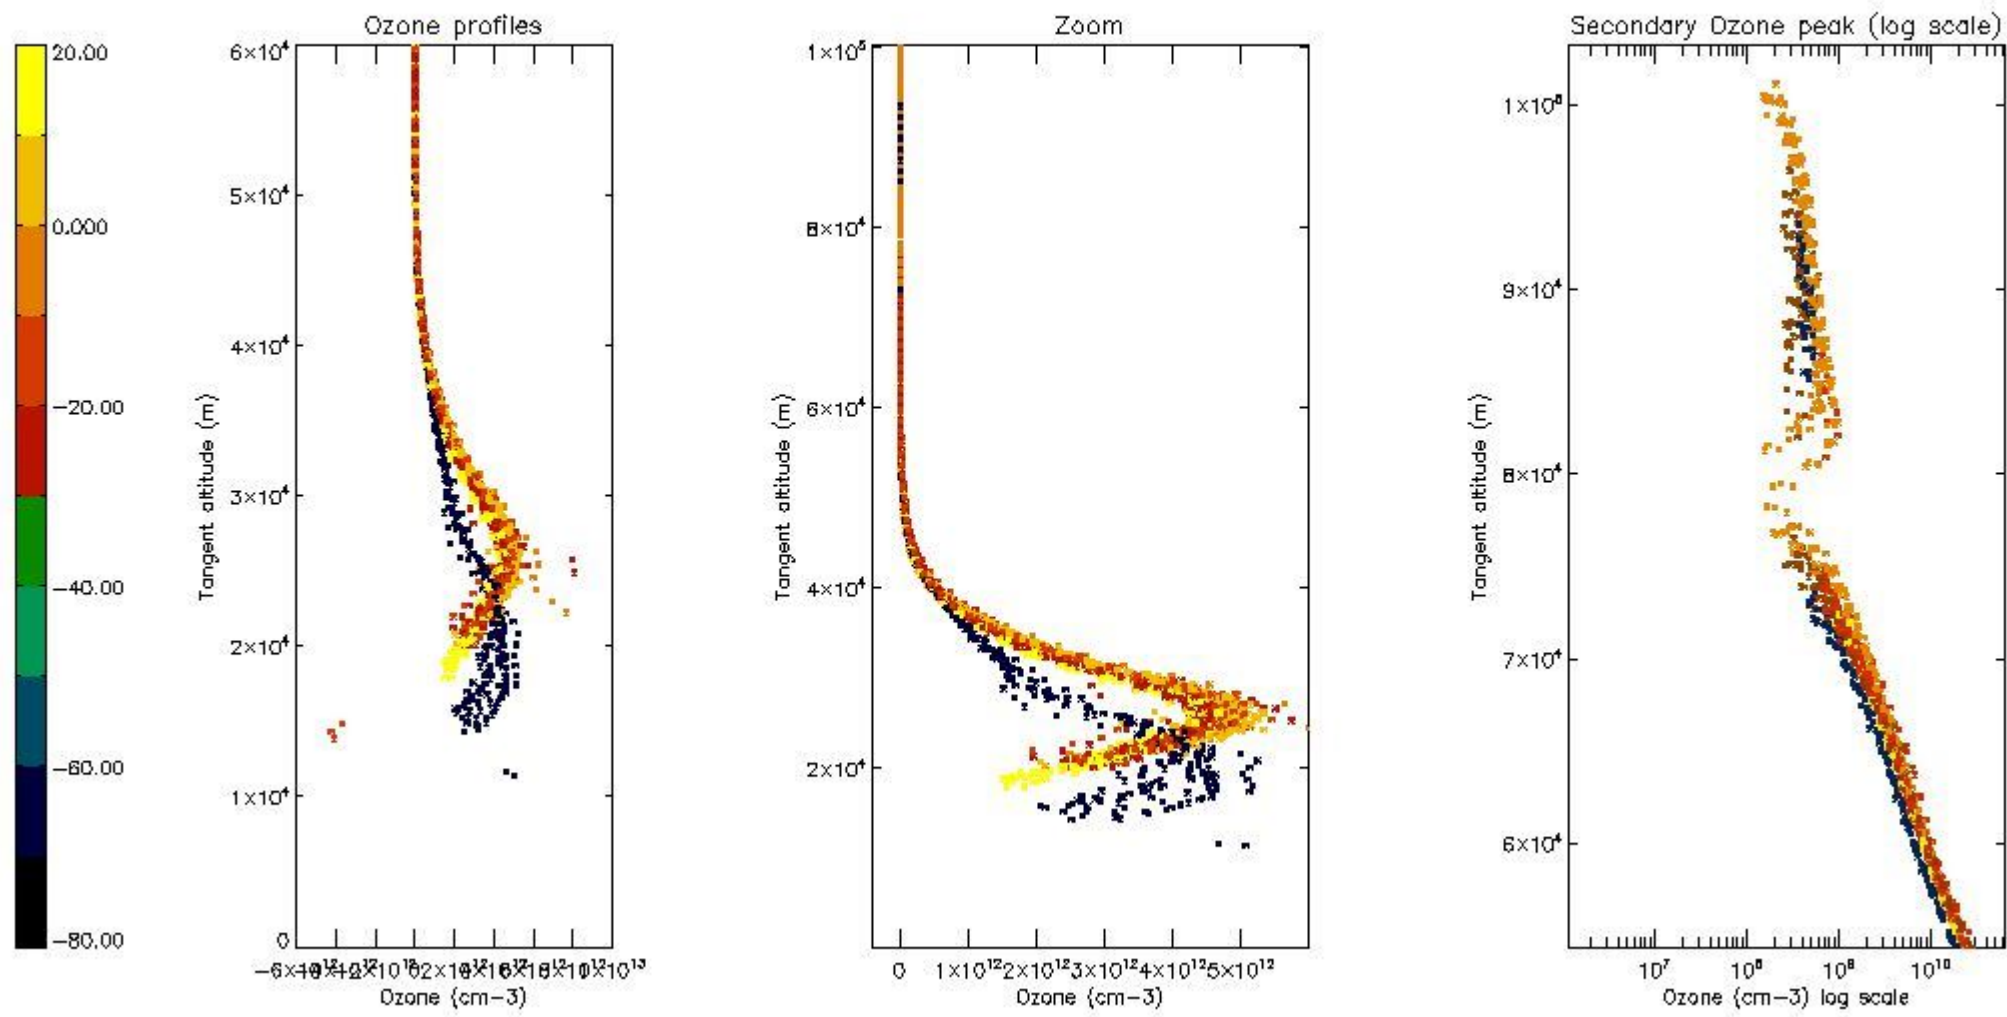 Ozone profiles
Zoom
Secondary Ozone peak (log scale)
20.00
0.000
−20.00
−40.00
−60.00
−80.00
6×10⁴
5×10⁴
4×10⁴
3×10⁴
2×10⁴
1×10⁴
0
Tangent altitude (m)
Ozone (cm−3)
1×10⁵
8×10⁴
6×10⁴
4×10⁴
2×10⁴
Tangent altitude (m)
0 1×10¹² 2×10¹² 3×10¹² 4×10¹² 5×10¹²
Ozone (cm−3)
9×10⁴
8×10⁴
7×10⁴
6×10⁴
Tangent altitude (m)
10⁷ 10⁸ 10⁹ 10¹⁰
Ozone (cm−3) log scale